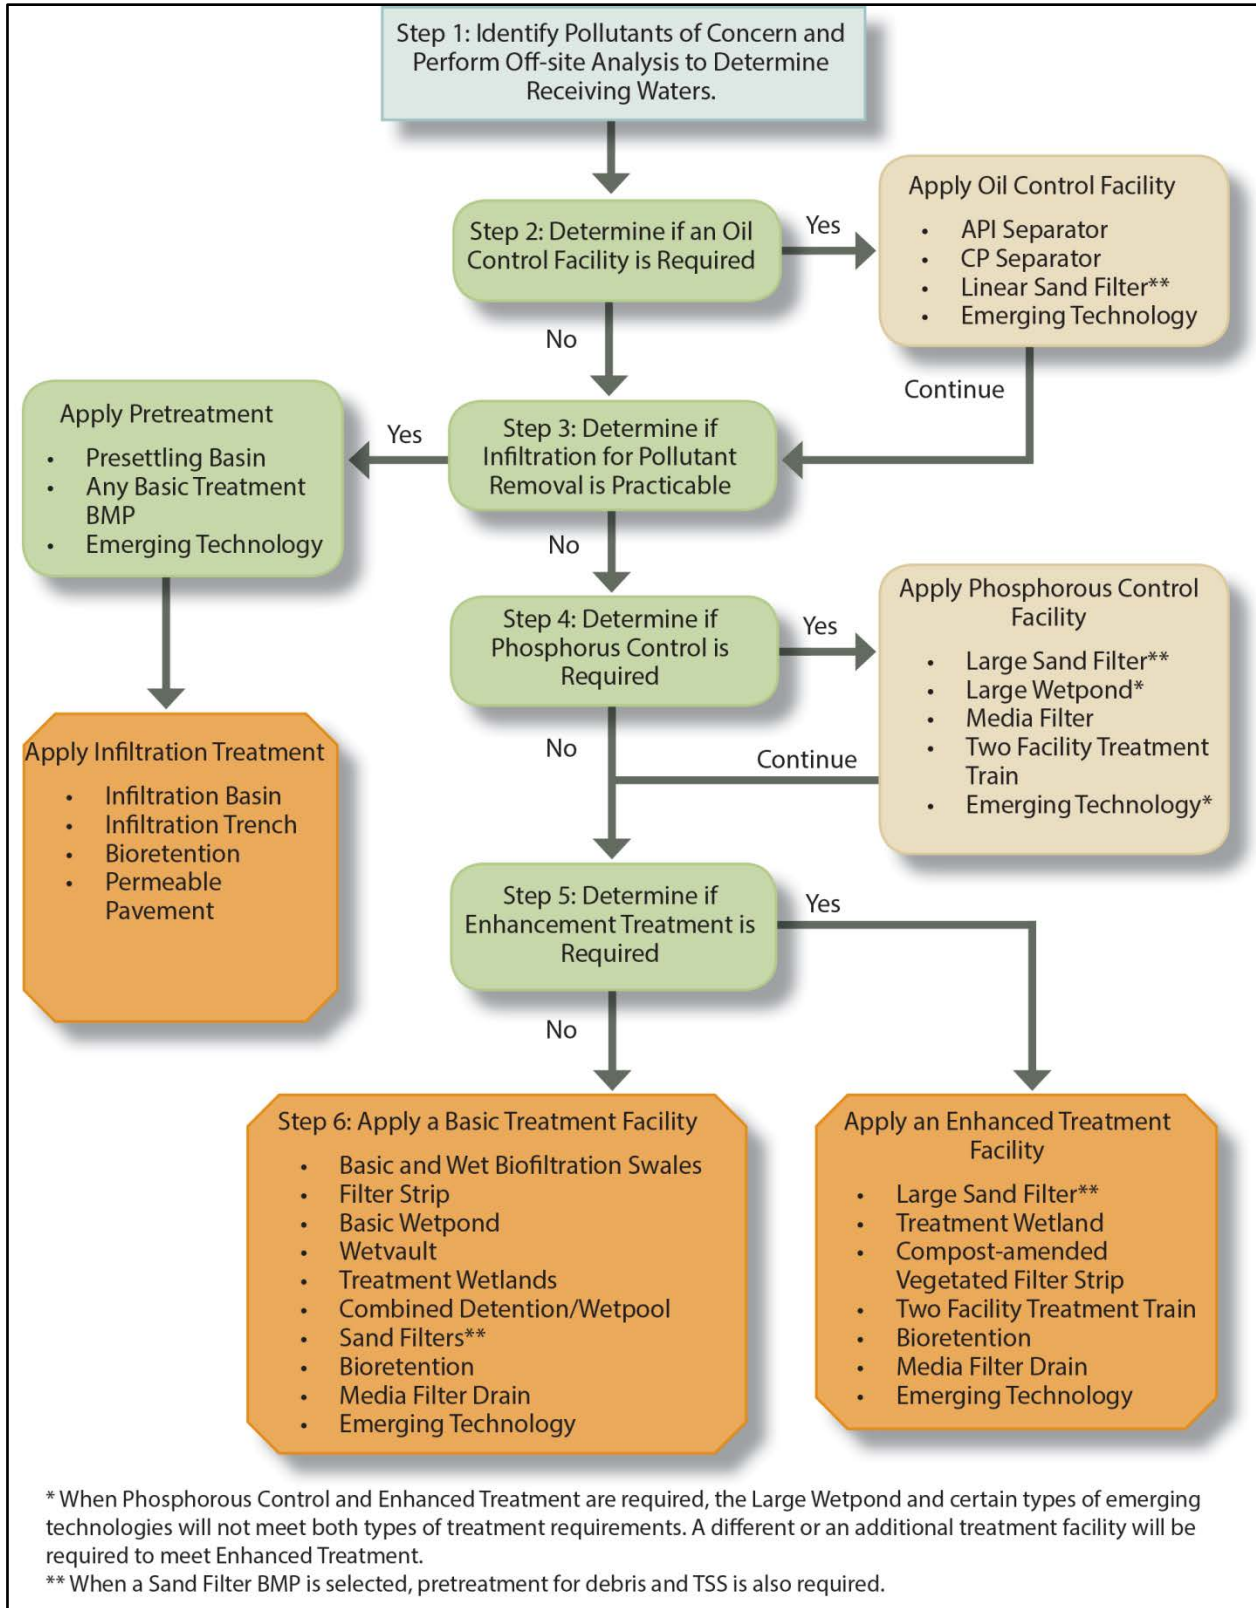 Step 1: Identify Pollutants of Concern and
Perform Off-site Analysis to Determine
Receiving Waters.
Step 2: Determine if an Oil
Control Facility is Required
Yes
Apply Oil Control Facility
• API Separator
• CP Separator
• Linear Sand Filter**
• Emerging Technology
No
Continue
Step 3: Determine if
Infiltration for Pollutant
Removal is Practicable
Yes
Apply Pretreatment
• Presettling Basin
• Any Basic Treatment
BMP
• Emerging Technology
Apply Infiltration Treatment
• Infiltration Basin
• Infiltration Trench
• Bioretention
• Permeable
Pavement
No
Step 4: Determine if
Phosphorus Control is
Required
Yes
Apply Phosphorous Control
Facility
• Large Sand Filter**
• Large Wetpond*
• Media Filter
• Two Facility Treatment
Train
• Emerging Technology*
No
Continue
Step 5: Determine if
Enhancement Treatment is
Required
Yes
No
Step 6: Apply a Basic Treatment Facility
• Basic and Wet Biofiltration Swales
• Filter Strip
• Basic Wetpond
• Wetvault
• Treatment Wetlands
• Combined Detention/Wetpool
• Sand Filters**
• Bioretention
• Media Filter Drain
• Emerging Technology
Apply an Enhanced Treatment
Facility
• Large Sand Filter**
• Treatment Wetland
• Compost-amended
Vegetated Filter Strip
• Two Facility Treatment Train
• Bioretention
• Media Filter Drain
• Emerging Technology
* When Phosphorous Control and Enhanced Treatment are required, the Large Wetpond and certain types of emerging
technologies will not meet both types of treatment requirements. A different or an additional treatment facility will be
required to meet Enhanced Treatment.
** When a Sand Filter BMP is selected, pretreatment for debris and TSS is also required.